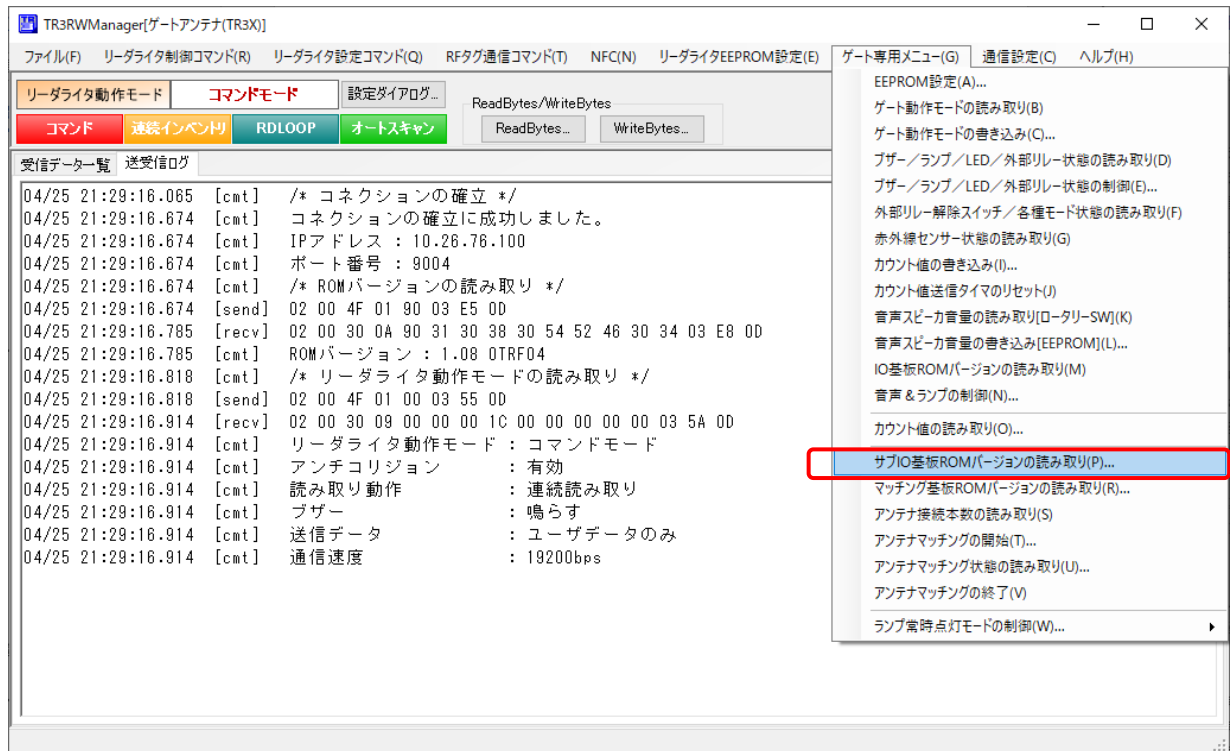 TR3RWManager[ゲートアンテナ(TR3X)]
ファイル(F) リーダライタ制御コマンド(R) リーダライタ設定コマンド(Q) RFタグ通信コマンド(T) NFC(N) リーダライタEEPROM設定(E) ゲート専用メニュー(G) 通信設定(C) ヘルプ(H)
リーダライタ動作モード コマンドモード 設定ダイアログ...
ReadBytes/WriteBytes
コマンド 連続インベントリ RDLOOP オートスキャン ReadBytes... WriteBytes...
受信データ一覧 送受信ログ
04/25 21:29:16.065 [cmt] /* コネクションの確立 */
04/25 21:29:16.674 [cmt] コネクションの確立に成功しました。
04/25 21:29:16.674 [cmt] IPアドレス : 10.26.76.100
04/25 21:29:16.674 [cmt] ポート番号 : 9004
04/25 21:29:16.674 [cmt] /* ROMバージョンの読み取り */
04/25 21:29:16.674 [send] 02 00 4F 01 90 03 E5 0D
04/25 21:29:16.785 [recv] 02 00 30 0A 90 31 30 38 30 54 52 46 30 34 03 E8 0D
04/25 21:29:16.785 [cmt] ROMバージョン : 1.08 0TRF04
04/25 21:29:16.818 [cmt] /* リーダライタ動作モードの読み取り */
04/25 21:29:16.818 [send] 02 00 4F 01 00 03 55 0D
04/25 21:29:16.914 [recv] 02 00 30 09 00 00 00 1C 00 00 00 00 00 03 5A 0D
04/25 21:29:16.914 [cmt] リーダライタ動作モード : コマンドモード
04/25 21:29:16.914 [cmt] アンチコリジョン : 有効
04/25 21:29:16.914 [cmt] 読み取り動作 : 連続読み取り
04/25 21:29:16.914 [cmt] ブザー : 鳴らす
04/25 21:29:16.914 [cmt] 送信データ : ユーザデータのみ
04/25 21:29:16.914 [cmt] 通信速度 : 19200bps
EEPROM設定(A)...
ゲート動作モードの読み取り(B)
ゲート動作モードの書き込み(C)...
ブザー／ランプ／LED／外部リレー状態の読み取り(D)
ブザー／ランプ／LED／外部リレー状態の制御(E)...
外部リレー解除スイッチ／各種モード状態の読み取り(F)
赤外線センサー状態の読み取り(G)
カウント値の書き込み(I)...
カウント値送信タイマのリセット(J)
音声スピーカ音量の読み取り[ロータリーSW](K)
音声スピーカ音量の書き込み[EEPROM](L)...
IO基板ROMバージョンの読み取り(M)
音声＆ランプの制御(N)...
カウント値の読み取り(O)...
サブIO基板ROMバージョンの読み取り(P)...
マッチング基板ROMバージョンの読み取り(R)...
アンテナ接続本数の読み取り(S)
アンテナマッチングの開始(T)...
アンテナマッチング状態の読み取り(U)...
アンテナマッチングの終了(V)
ランプ常時点灯モードの制御(W)...